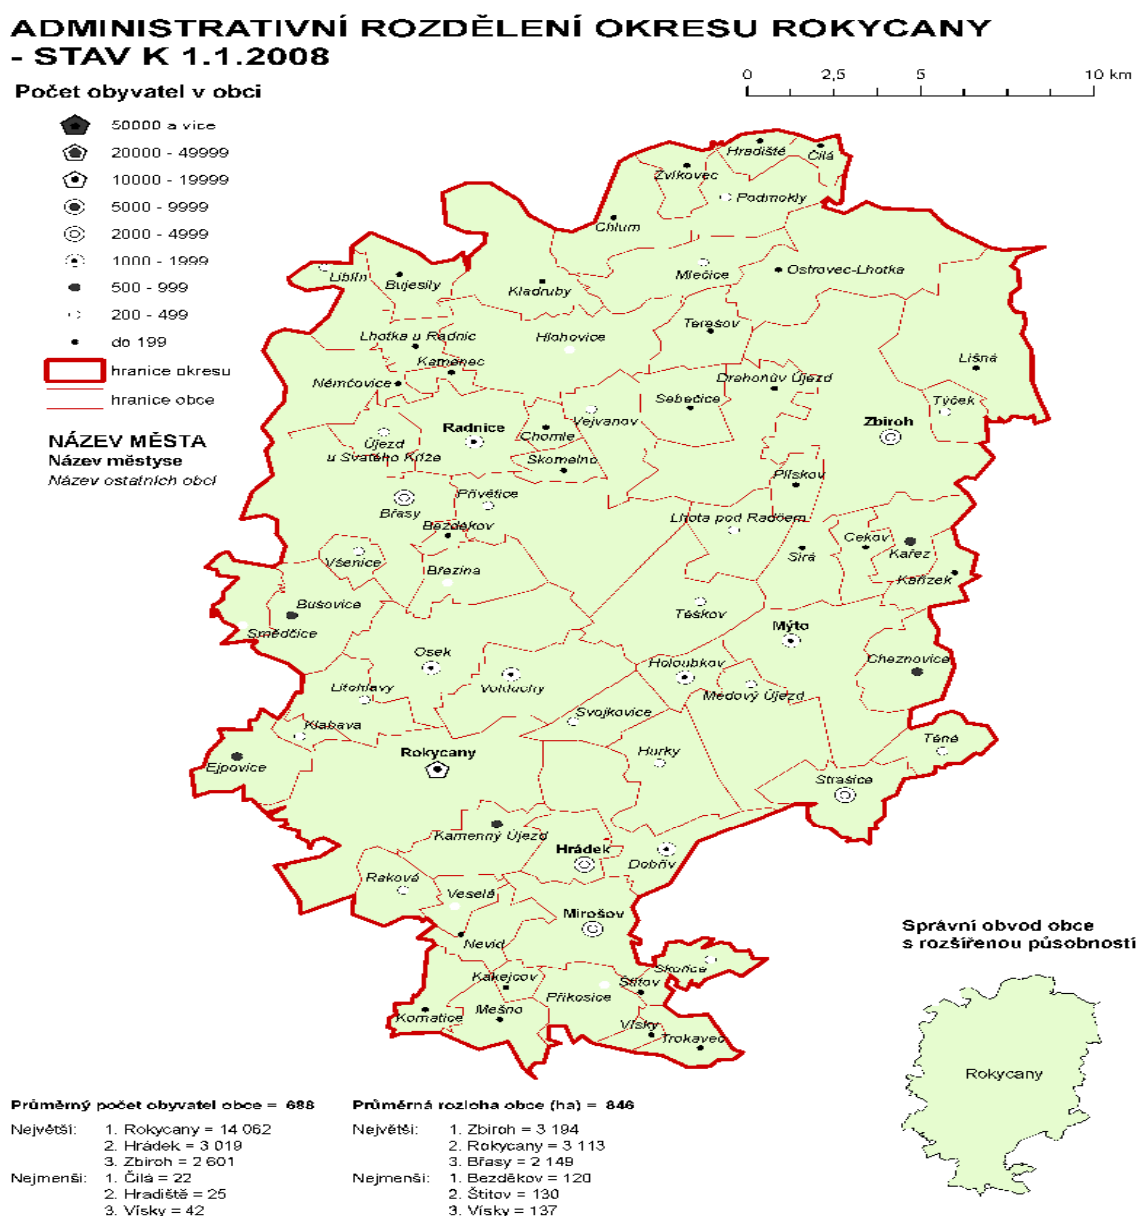 ADMINISTRATIVNÍ ROZDĚLENÍ OKRESU ROKYCANY
- STAV K 1.1.2008
Počet obyvatel v obci
0 2,5 5 10 km
50000 a více
20000 - 49999
10000 - 19999
5000 - 9999
2000 - 4999
1000 - 1999
500 - 999
200 - 499
do 199
hranice okresu
hranice obce
NÁZEV MĚSTA
Název městyse
Název ostatních obcí
Hradiště
Čilá
Zvíkovec
Podmokly
Chlum
Liblín
Bujesily
Kladruby
Mlečice
Ostrovec-Lhotka
Terešov
Lhotka u Radnic
Hlohovice
Kamenec
Lišná
Němčovice
Drahoňův Újezd
Sebečice
Týček
Vejvanov
Zbiroh
Radnice
Chomle
Újezd
u Svatého Kříže
Skomelno
Plískov
Přívětice
Břasy
Lhota pod Radčem
Bezděkov
Cekov
Kařez
Sirá
Všenice
Březina
Kařízek
Bušovice
Těškov
Smědčice
Mýto
Osek
Holoubkov
Cheznovice
Volduchy
Medový Újezd
Litohlavy
Svojkovice
Klabava
Těně
Rokycany
Hůrky
Ejpovice
Strašice
Kamenný Újezd
Hrádek
Dobřív
Raková
Veselá
Mirošov
Nevid
Skořice
Kakejcov
Štítov
Příkosice
Kornatice
Mešno
Vísky
Trokavec
Správní obvod obce
s rozšířenou působností
Rokycany
Průměrný počet obyvatel obce = 688
Největší: 1. Rokycany = 14 062
2. Hrádek = 3 019
3. Zbiroh = 2 601
Nejmenší: 1. Čilá = 22
2. Hradiště = 25
3. Vísky = 42
Průměrná rozloha obce (ha) = 846
Největší: 1. Zbiroh = 3 194
2. Rokycany = 3 113
3. Břasy = 2 149
Nejmenší: 1. Bezděkov = 120
2. Štítov = 130
3. Vísky = 137